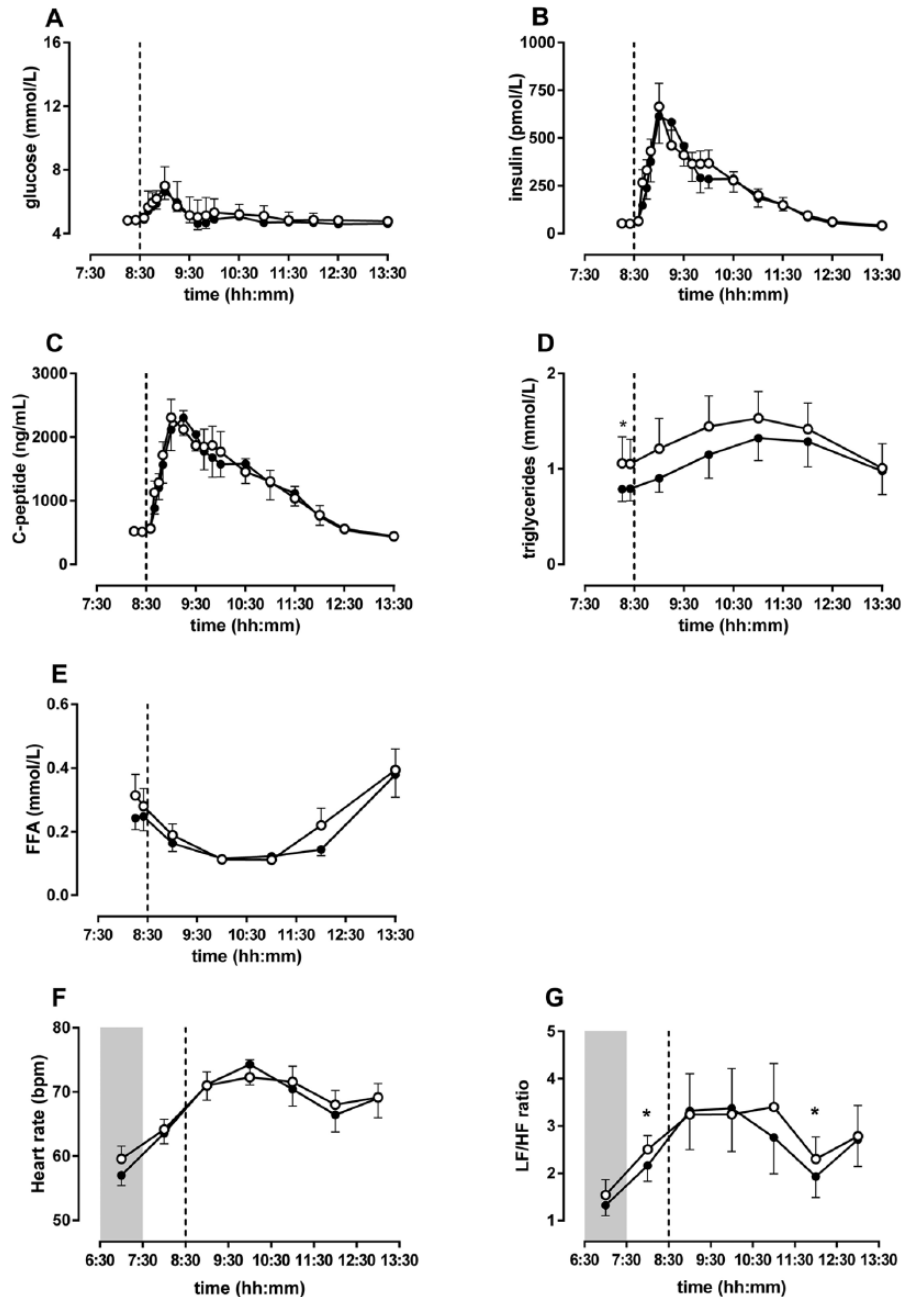 A
16
12
8
4
glucose (mmol/L)
7:30 8:30 9:30 10:30 11:30 12:30 13:30
time (hh:mm)
B
1000
750
500
250
0
insulin (pmol/L)
7:30 8:30 9:30 10:30 11:30 12:30 13:30
time (hh:mm)
C
3000
2000
1000
0
C-peptide (ng/mL)
7:30 8:30 9:30 10:30 11:30 12:30 13:30
time (hh:mm)
D
2
1
0
triglycerides (mmol/L)
*
7:30 8:30 9:30 10:30 11:30 12:30 13:30
time (hh:mm)
E
0.6
0.4
0.2
0.0
FFA (mmol/L)
7:30 8:30 9:30 10:30 11:30 12:30 13:30
time (hh:mm)
F
80
70
60
50
Heart rate (bpm)
6:30 7:30 8:30 9:30 10:30 11:30 12:30 13:30
time (hh:mm)
G
5
4
3
2
1
LF/HF ratio
* *
6:30 7:30 8:30 9:30 10:30 11:30 12:30 13:30
time (hh:mm)